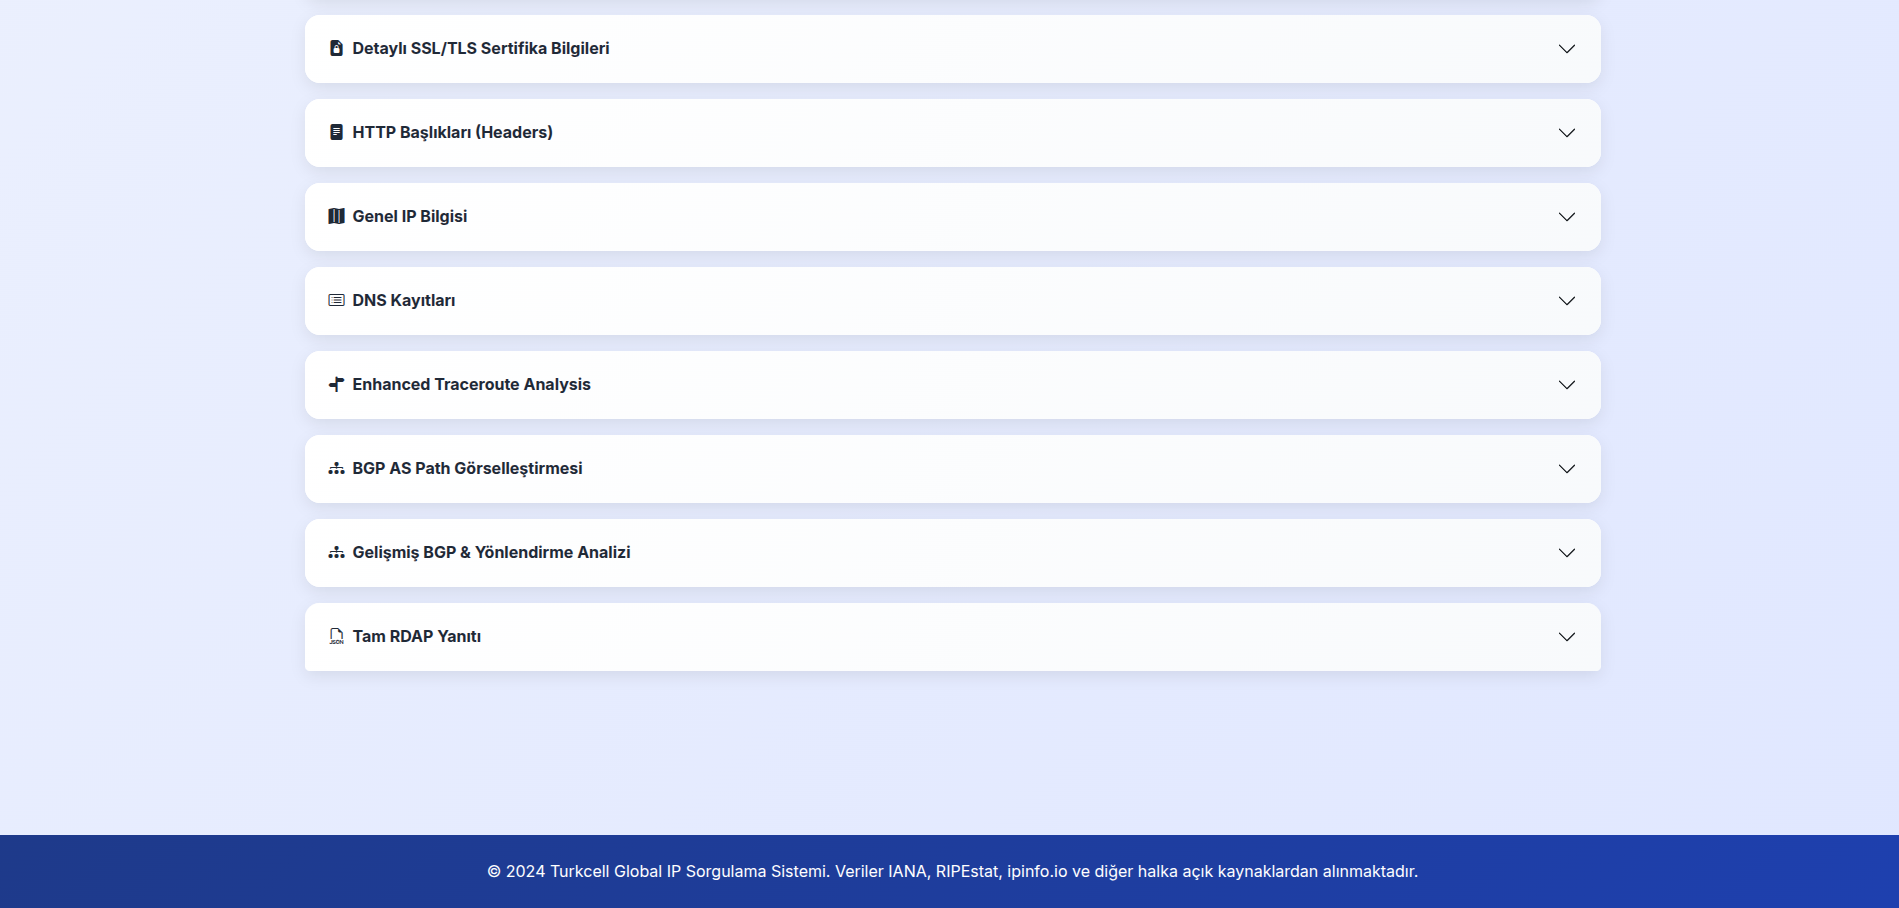 Detaylı SSL/TLS Sertifika Bilgileri
HTTP Başlıkları (Headers)
Genel IP Bilgisi
DNS Kayıtları
Enhanced Traceroute Analysis
BGP AS Path Görselleştirmesi
Gelişmiş BGP & Yönlendirme Analizi
JSON Tam RDAP Yanıtı
© 2024 Turkcell Global IP Sorgulama Sistemi. Veriler IANA, RIPEstat, ipinfo.io ve diğer halka açık kaynaklardan alınmaktadır.